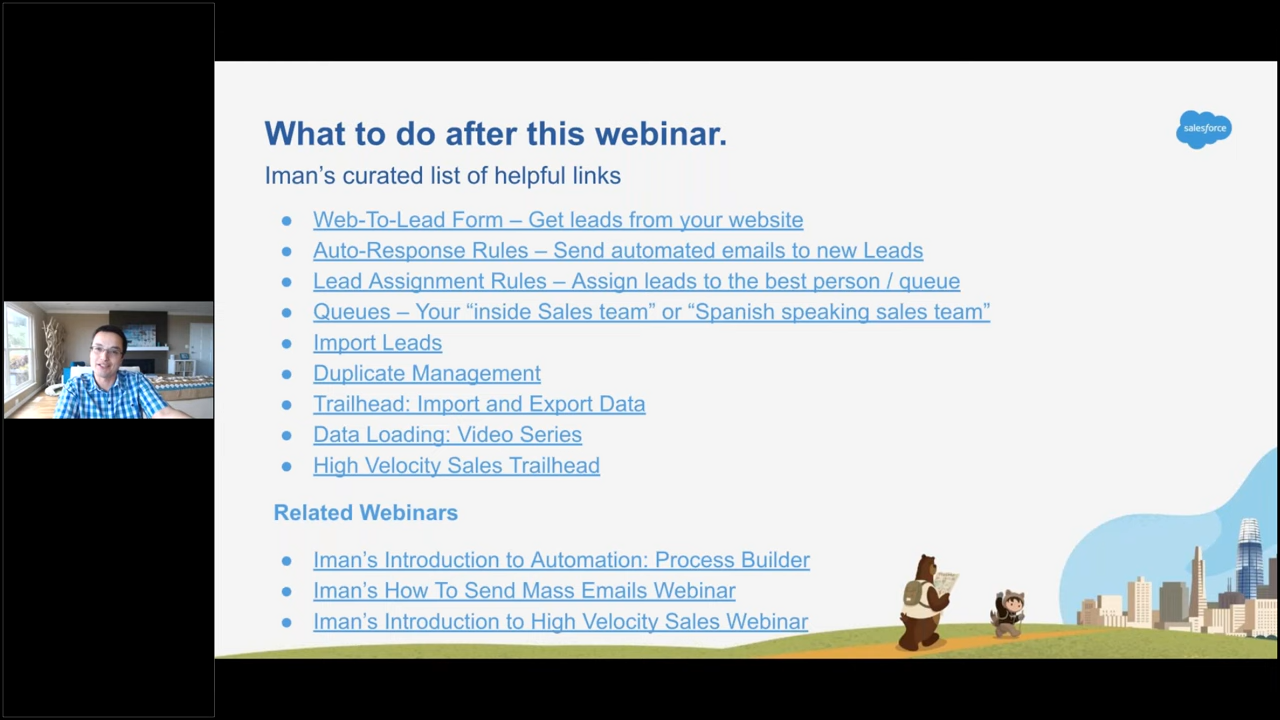 What to do after this webinar.
salesforce
Iman’s curated list of helpful links
● Web-To-Lead Form – Get leads from your website
● Auto-Response Rules – Send automated emails to new Leads
● Lead Assignment Rules – Assign leads to the best person / queue
● Queues – Your “inside Sales team” or “Spanish speaking sales team”
● Import Leads
● Duplicate Management
● Trailhead: Import and Export Data
● Data Loading: Video Series
● High Velocity Sales Trailhead
Related Webinars
● Iman’s Introduction to Automation: Process Builder
● Iman’s How To Send Mass Emails Webinar
● Iman’s Introduction to High Velocity Sales Webinar